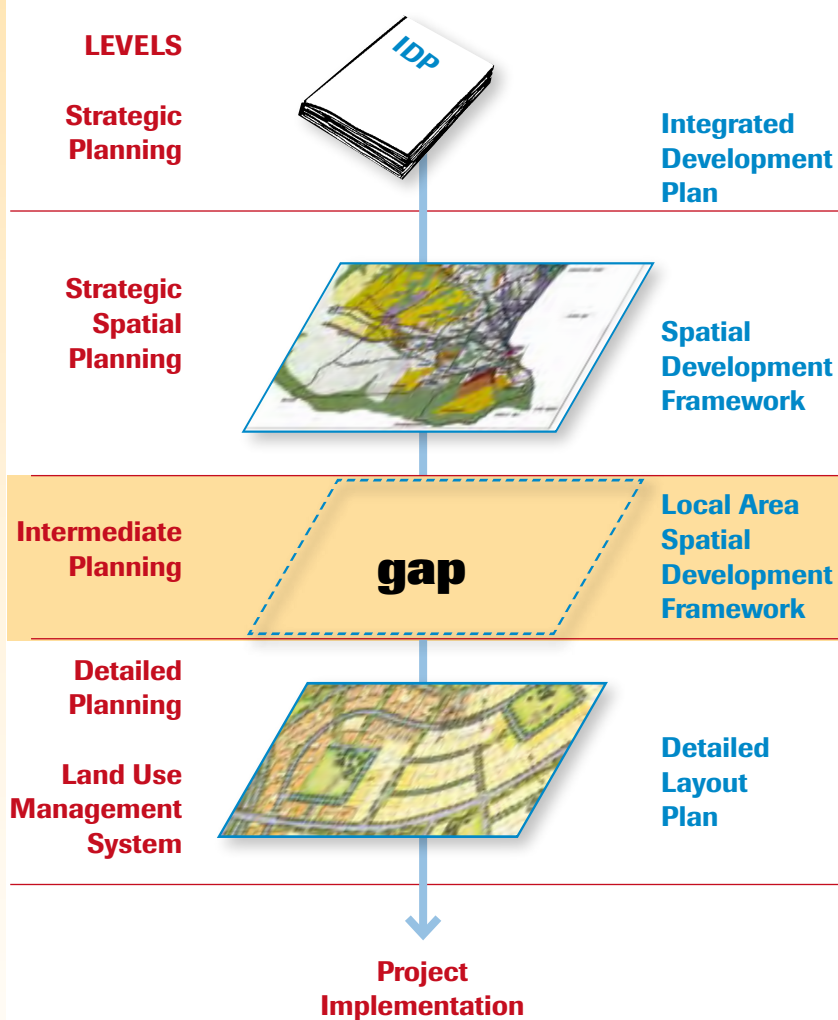 LEVELS
IDP
Strategic
Planning
Integrated
Development
Plan
Strategic
Spatial
Planning
Spatial
Development
Framework
Intermediate
Planning
gap
Local Area
Spatial
Development
Framework
Detailed
Planning
Land Use
Management
System
Detailed
Layout
Plan
Project
Implementation